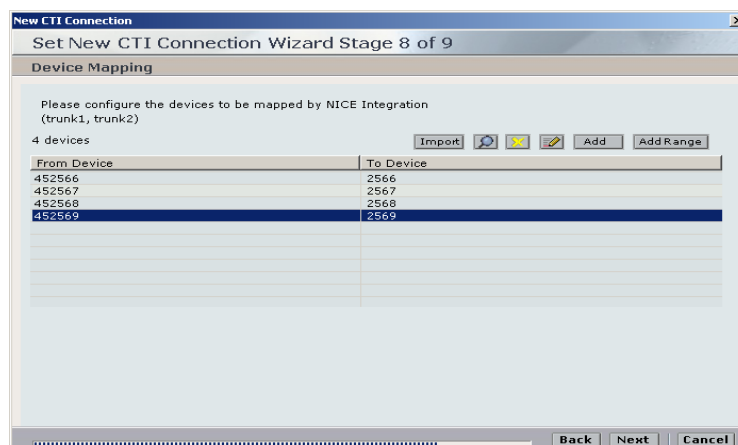 New CTI Connection
Set New CTI Connection Wizard Stage 8 of 9
Device Mapping
Please configure the devices to be mapped by NICE Integration
(trunk1, trunk2)
4 devices
Import Add Add Range
From Device To Device
452566 2566
452567 2567
452568 2568
452569 2569
Back Next Cancel